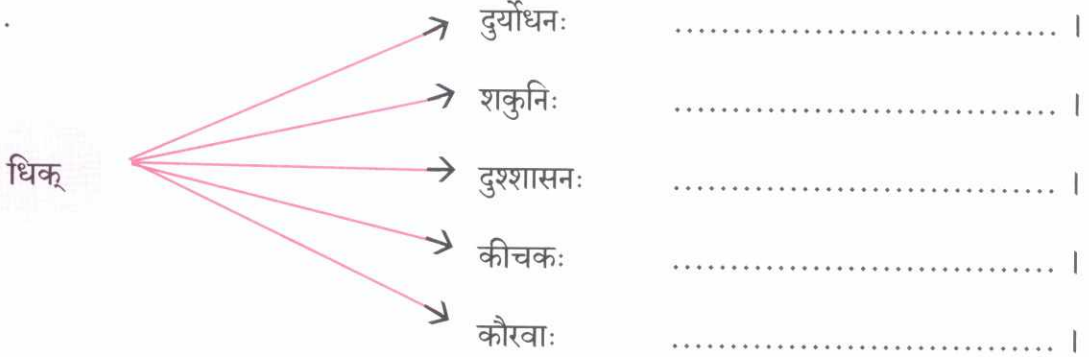 दुर्योधनः ................................ ।
शकुनिः ................................ ।
धिक् दुश्शासनः ................................ ।
कीचकः ................................ ।
कौरवाः ................................ ।